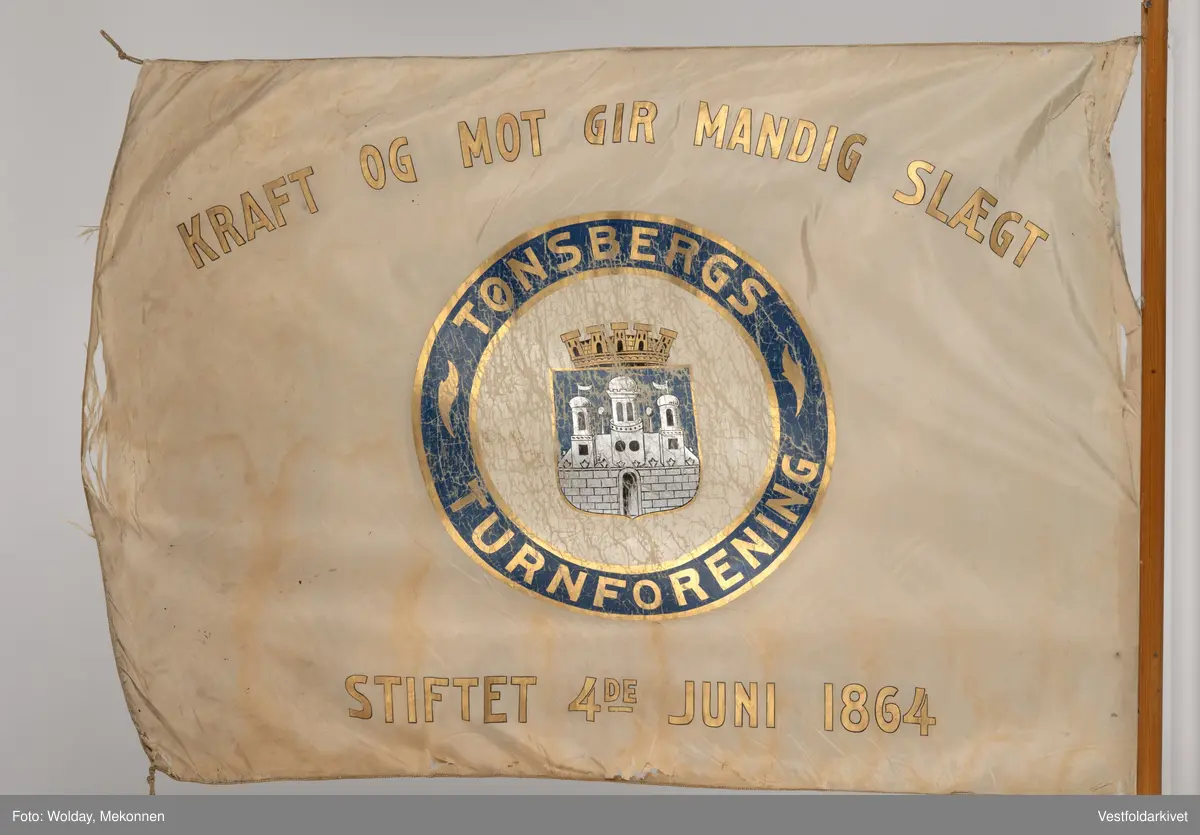 KRAFT OG MOT GIR MANDIG SLÆGT
TØNSBERGS
TURNFORENING
STIFTET 4DE JUNI 1864
Foto: Wolday, Mekonnen
Vestfoldarkivet